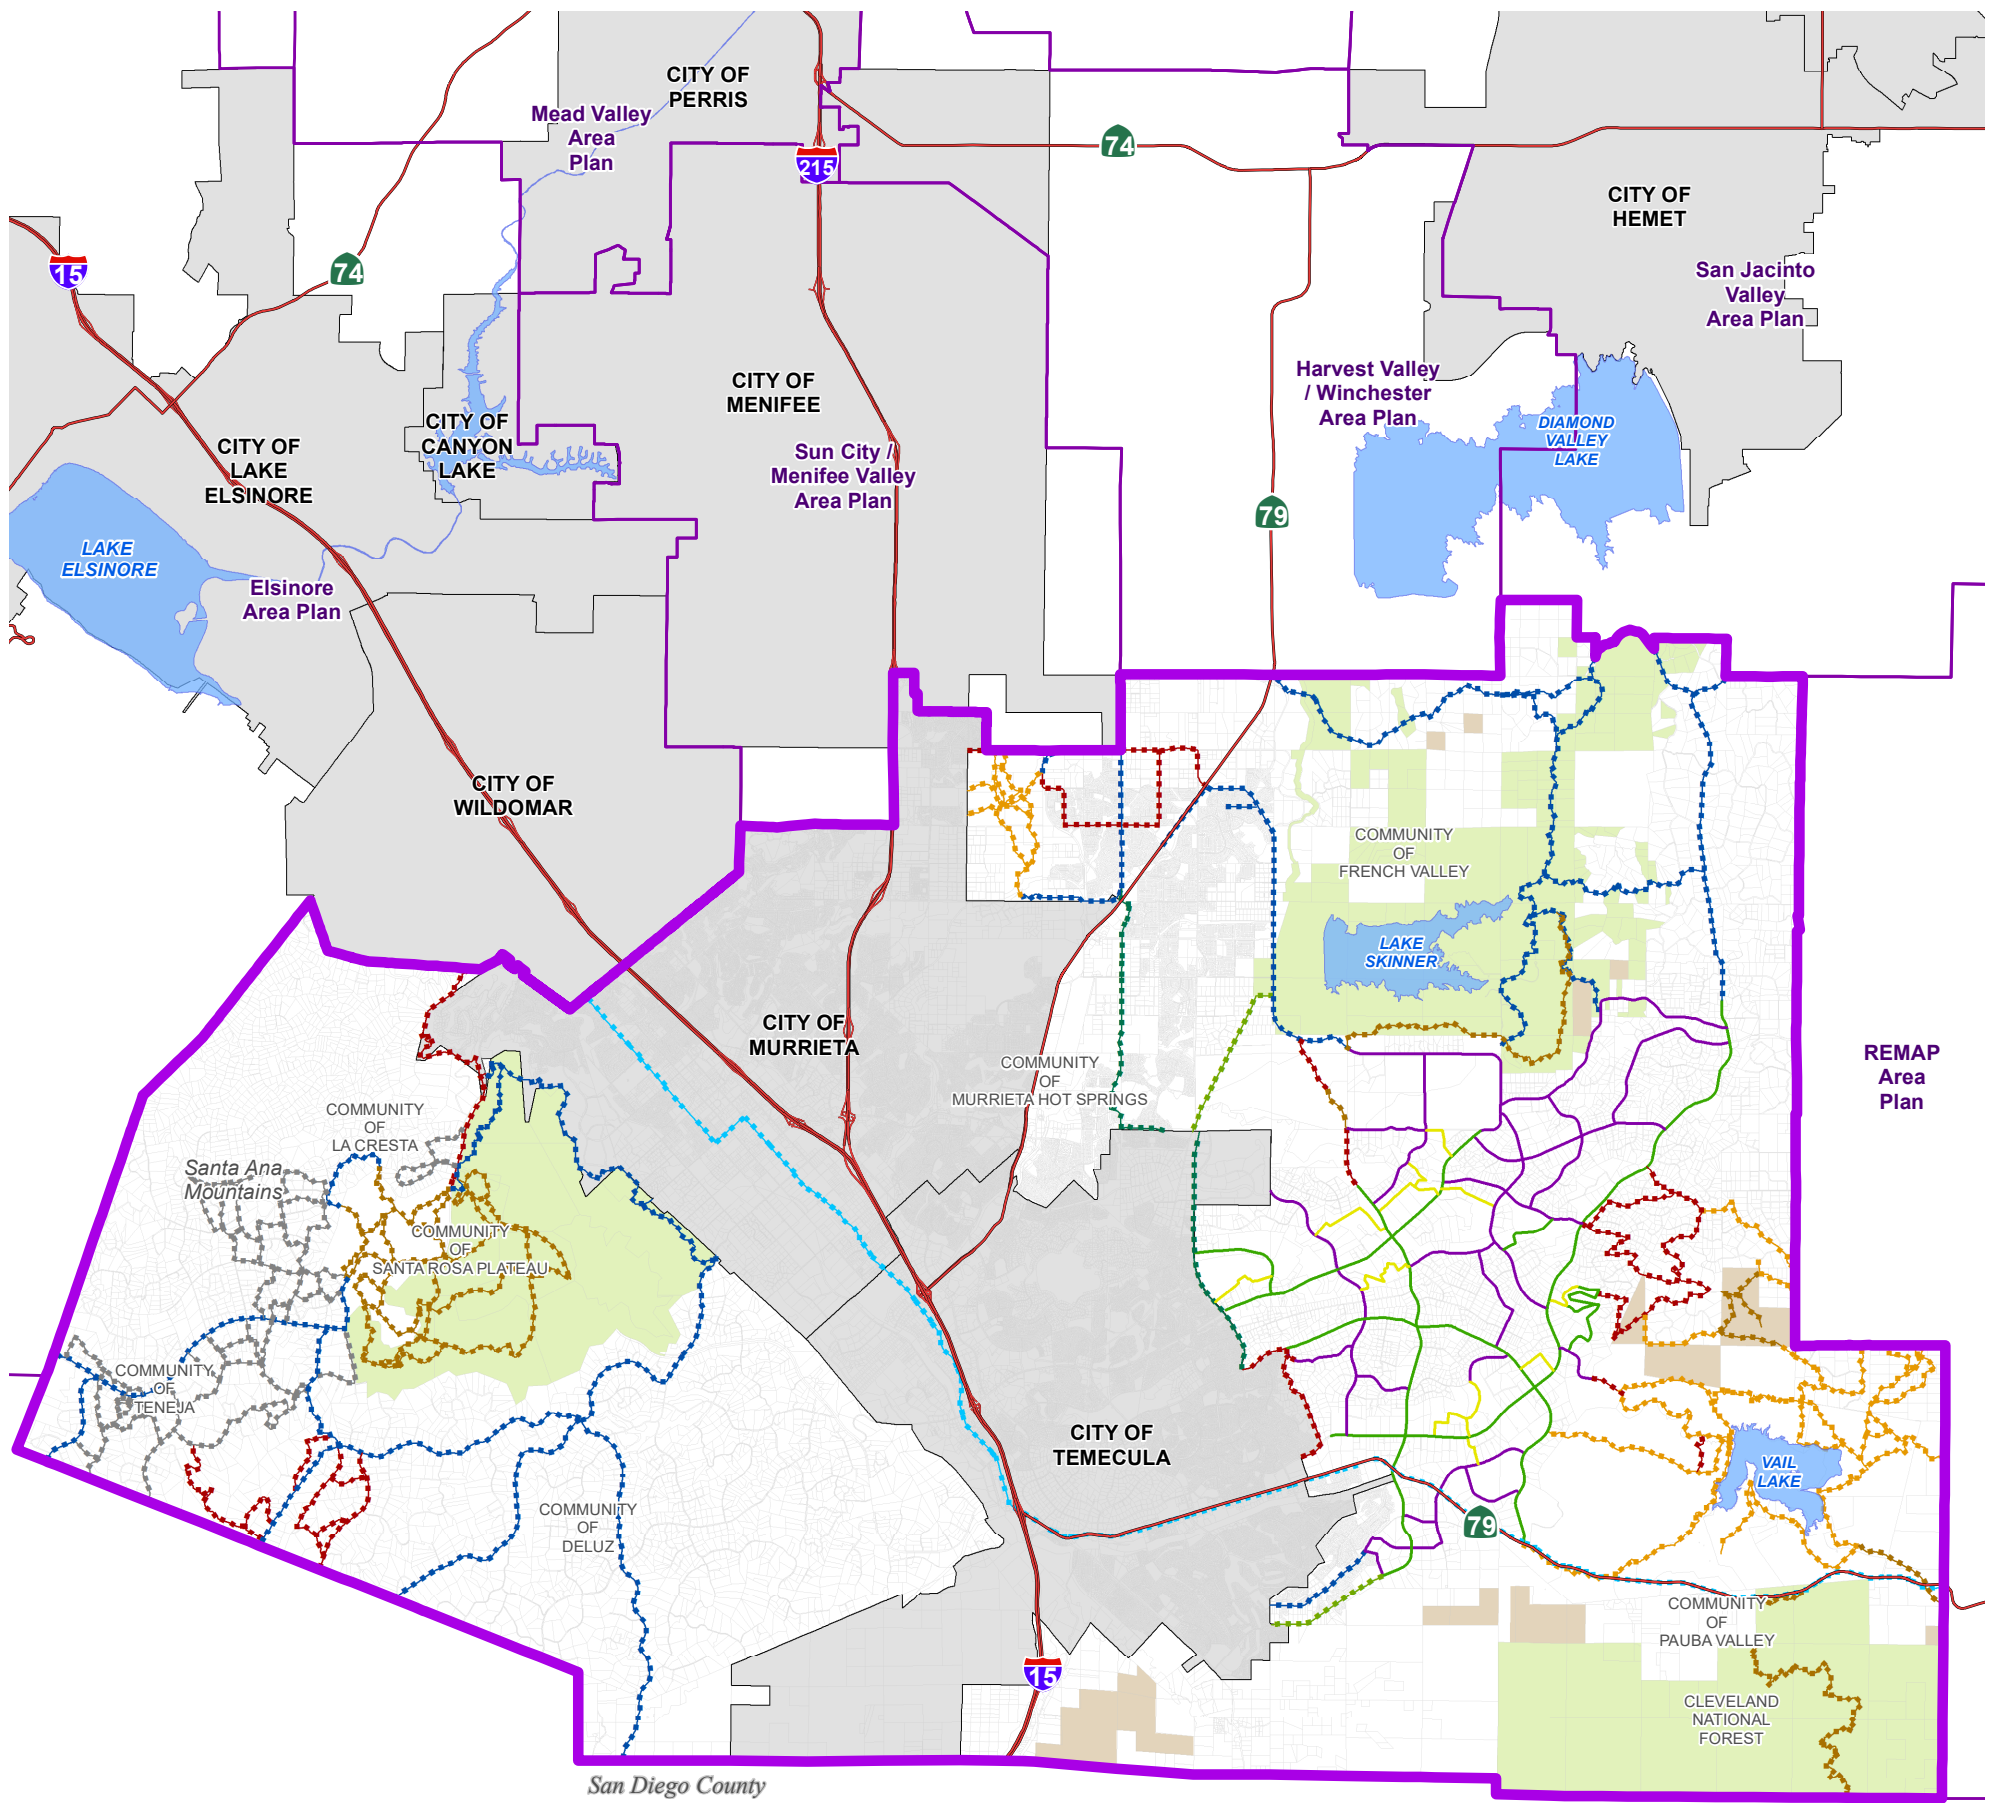 CITY OF
PERRIS
Mead Valley
Area
Plan
74
215
CITY OF
HEMET
15
74
San Jacinto
Valley
Area Plan
CITY OF
MENIFEE
Harvest Valley
/ Winchester
Area Plan
CITY OF
CANYON
LAKE
CITY OF
LAKE
ELSINORE
DIAMOND
VALLEY
LAKE
Sun City /
Menifee Valley
Area Plan
79
LAKE
ELSINORE
Elsinore
Area Plan
CITY OF
WILDOMAR
COMMUNITY
OF
FRENCH VALLEY
LAKE
SKINNER
CITY OF
MURRIETA
COMMUNITY
OF
MURRIETA HOT SPRINGS
REMAP
Area
Plan
COMMUNITY
OF
LA CRESTA
Santa Ana
Mountains
COMMUNITY
OF
SANTA ROSA PLATEAU
COMMUNITY
OF
TENEJA
CITY OF
TEMECULA
VAIL
LAKE
COMMUNITY
OF
DELUZ
79
COMMUNITY
OF
PAUBA VALLEY
15
CLEVELAND
NATIONAL
FOREST
San Diego County